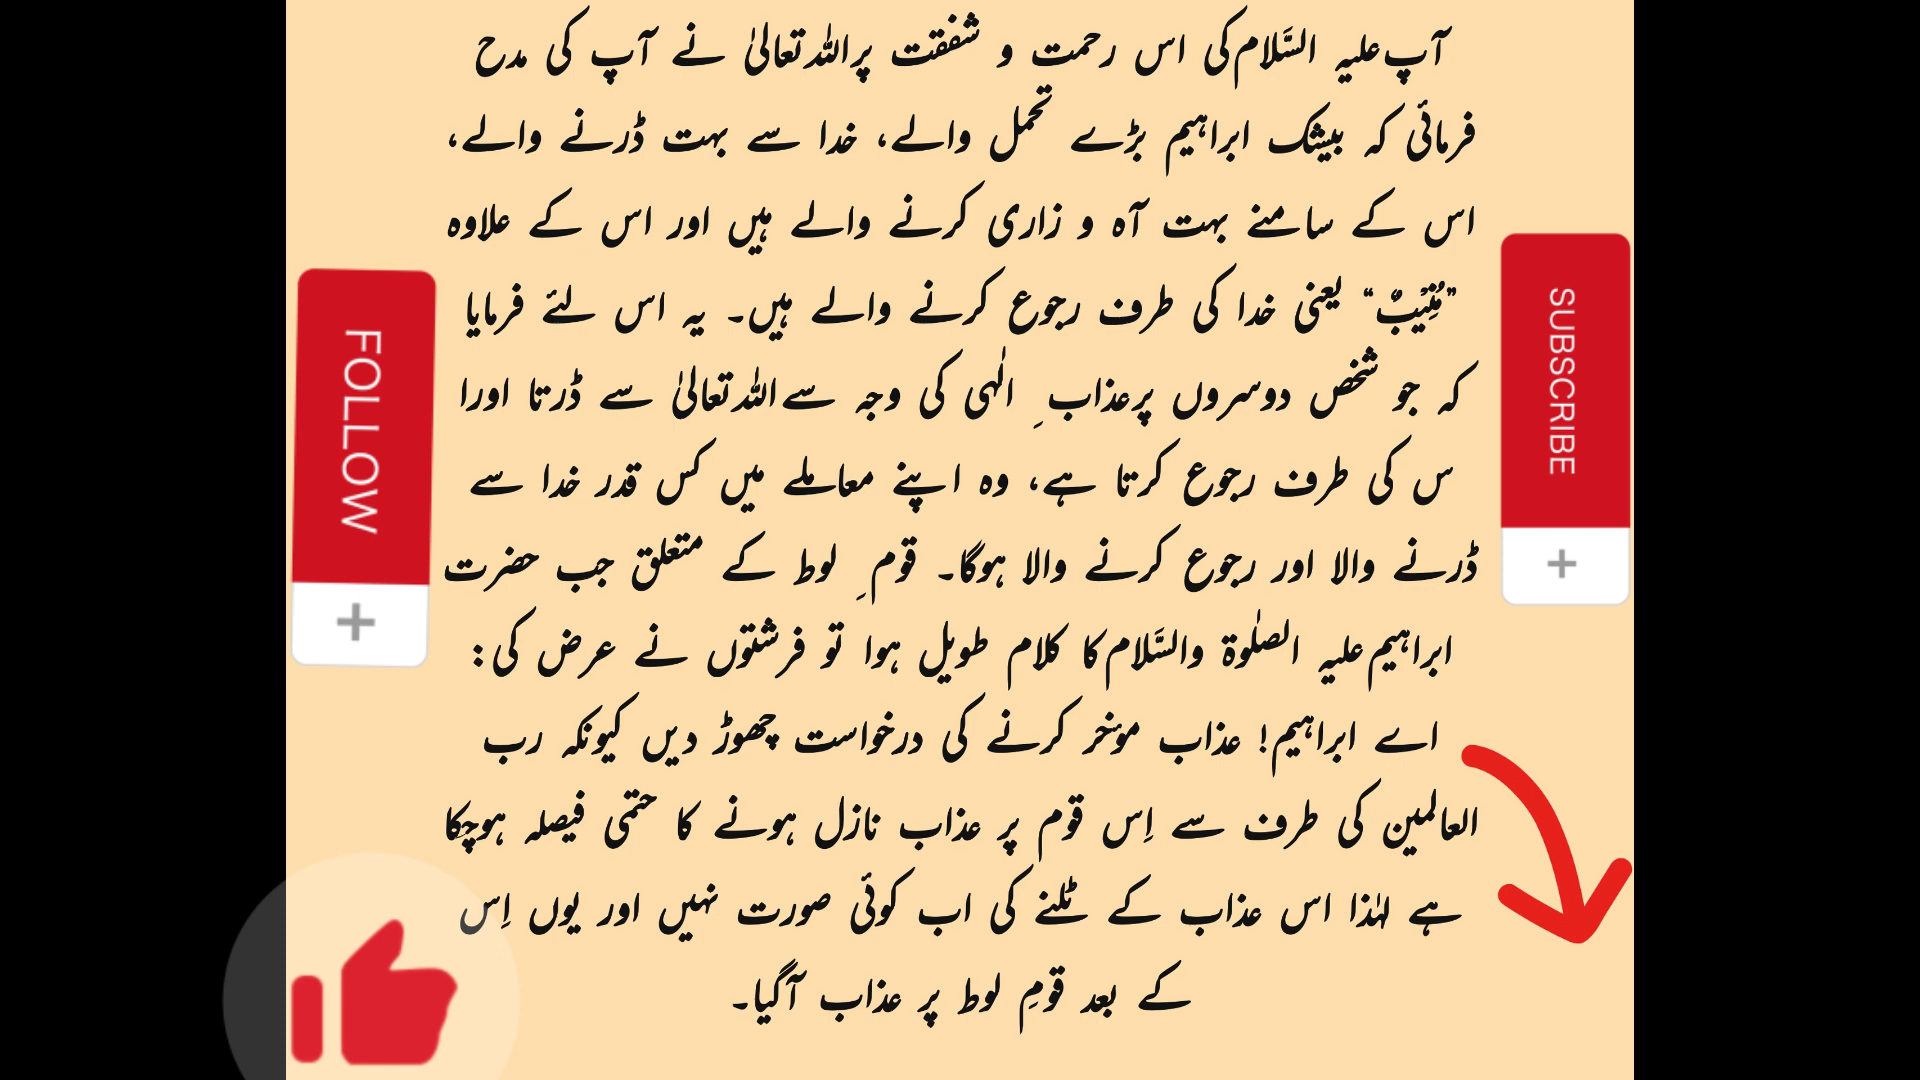 آپ علیہ السَّلام کی اس رحمت و شفقت پر اللہ تعالیٰ نے آپ کی مدح
فرمائی کہ بیشک ابراہیم بڑے تحمل والے، خدا سے بہت ڈرنے والے،
اس کے سامنے بہت آہ و زاری کرنے والے ہیں اور اس کے علاوہ
”مُنِیْبٌ“ یعنی خدا کی طرف رجوع کرنے والے ہیں۔ یہ اس لئے فرمایا
کہ جو شخص دوسروں پر عذاب ِ الٰہی کی وجہ سے اللہ تعالیٰ سے ڈرتا اورا
س کی طرف رجوع کرتا ہے، وہ اپنے معاملے میں کس قدر خدا سے
ڈرنے والا اور رجوع کرنے والا ہوگا۔ قوم ِ لوط کے متعلق جب حضرت
ابراہیم علیہ الصلٰوۃ والسَّلام کا کلام طویل ہوا تو فرشتوں نے عرض کی:
اے ابراہیم! عذاب مؤخر کرنے کی درخواست چھوڑ دیں کیونکہ رب
العالمین کی طرف سے اِس قوم پر عذاب نازل ہونے کا حتمی فیصلہ ہوچکا
ہے لہٰذا اس عذاب کے ٹلنے کی اب کوئی صورت نہیں اور یوں اِس
کے بعد قومِ لوط پر عذاب آگیا۔
FOLLOW
SUBSCRIBE